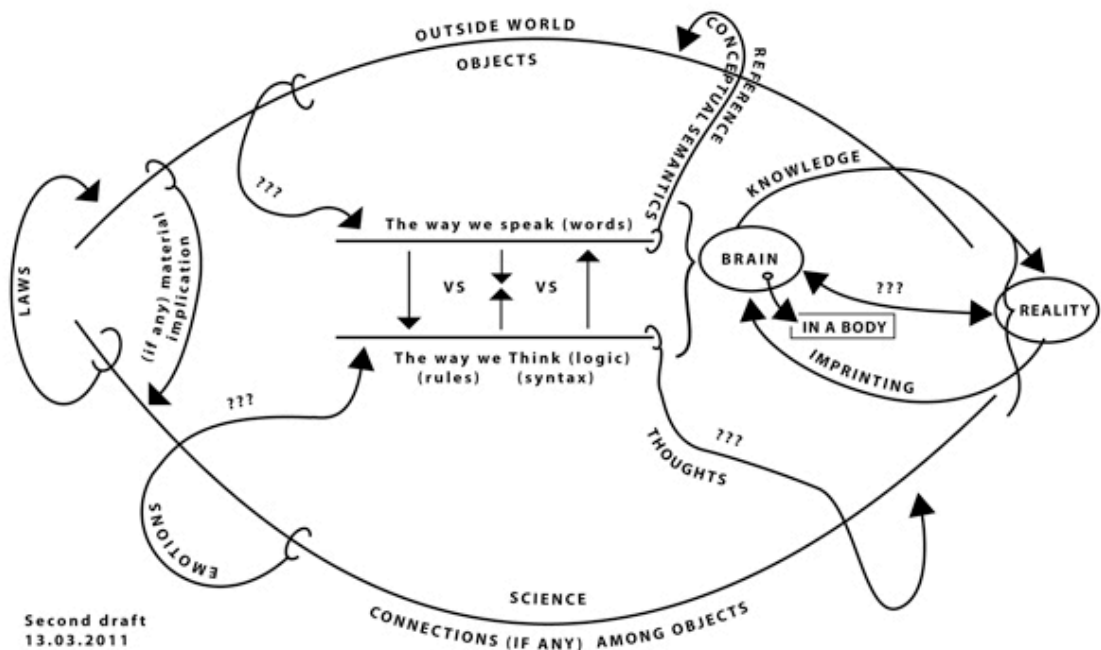 OUTSIDE WORLD
OBJECTS
CONCEPTUAL SEMANTICS
REFERENCE
KNOWLEDGE
???
The way we speak (words)
LAWS
(if any) material
implication
VS
VS
BRAIN
???
REALITY
IN A BODY
The way we Think (logic)
(rules)
(syntax)
IMPRINTING
???
???
THOUGHTS
EMOTIONS
SCIENCE
CONNECTIONS (IF ANY) AMONG OBJECTS
Second draft
13.03.2011